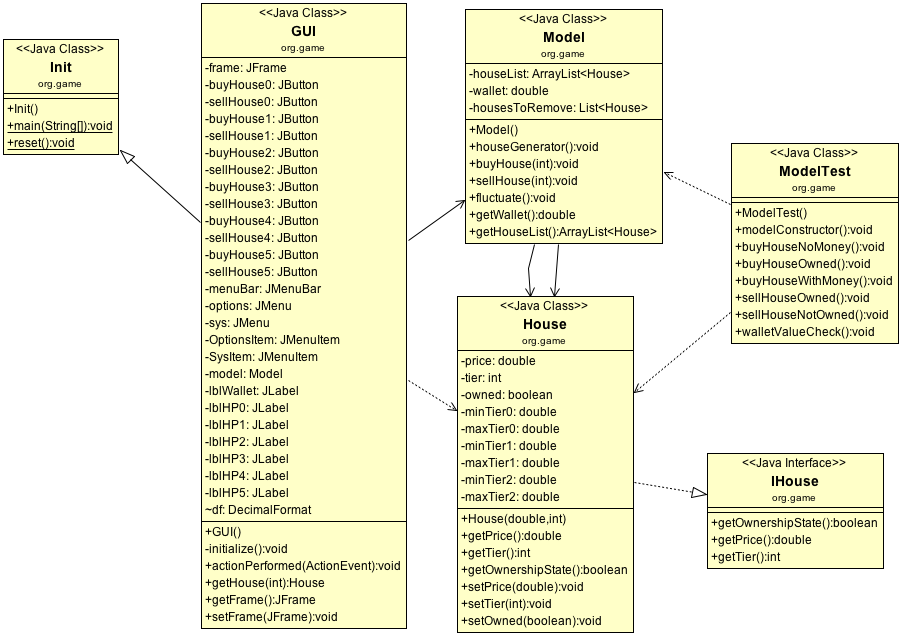 <<Java Class>>
Init
org.game
+Init()
+main(String[]):void
+reset():void
<<Java Class>>
GUI
org.game
-frame: JFrame
-buyHouse0: JButton
-sellHouse0: JButton
-buyHouse1: JButton
-sellHouse1: JButton
-buyHouse2: JButton
-sellHouse2: JButton
-buyHouse3: JButton
-sellHouse3: JButton
-buyHouse4: JButton
-sellHouse4: JButton
-buyHouse5: JButton
-sellHouse5: JButton
-menuBar: JMenuBar
-options: JMenu
-sys: JMenu
-OptionsItem: JMenuItem
-SysItem: JMenuItem
-model: Model
-lblWallet: JLabel
-lblHP0: JLabel
-lblHP1: JLabel
-lblHP2: JLabel
-lblHP3: JLabel
-lblHP4: JLabel
-lblHP5: JLabel
~df: DecimalFormat
+GUI()
-initialize():void
+actionPerformed(ActionEvent):void
+getHouse(int):House
+getFrame():JFrame
+setFrame(JFrame):void
<<Java Class>>
Model
org.game
-houseList: ArrayList<House>
-wallet: double
-housesToRemove: List<House>
+Model()
+houseGenerator():void
+buyHouse(int):void
+sellHouse(int):void
+fluctuate():void
+getWallet():double
+getHouseList():ArrayList<House>
<<Java Class>>
House
org.game
-price: double
-tier: int
-owned: boolean
-minTier0: double
-maxTier0: double
-minTier1: double
-maxTier1: double
-minTier2: double
-maxTier2: double
+House(double,int)
+getPrice():double
+getTier():int
+getOwnershipState():boolean
+setPrice(double):void
+setTier(int):void
+setOwned(boolean):void
<<Java Class>>
ModelTest
org.game
+ModelTest()
+modelConstructor():void
+buyHouseNoMoney():void
+buyHouseOwned():void
+buyHouseWithMoney():void
+sellHouseOwned():void
+sellHouseNotOwned():void
+walletValueCheck():void
<<Java Interface>>
IHouse
org.game
+getOwnershipState():boolean
+getPrice():double
+getTier():int